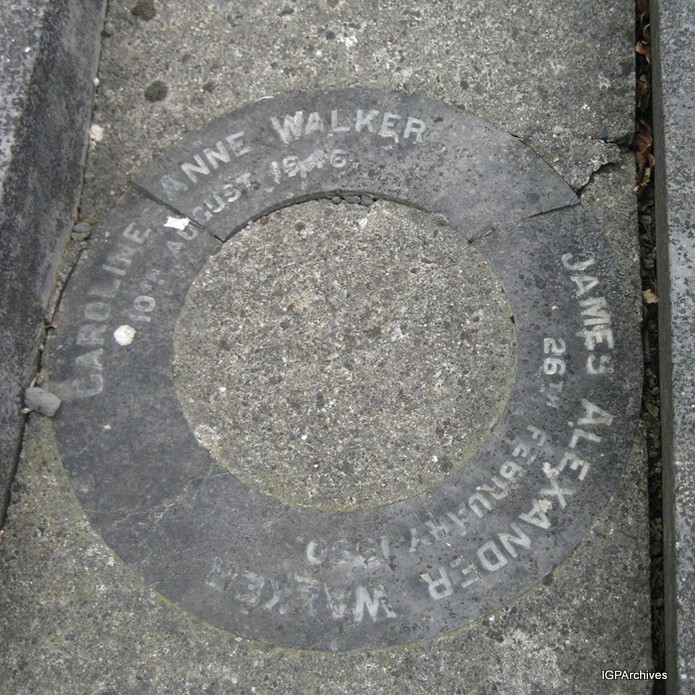 CAROLINE ANNE WALKER
10TH AUGUST 1946.
JAMES ALEXANDER WALKER
26TH FEBRUARY 1950.
IGPArchives